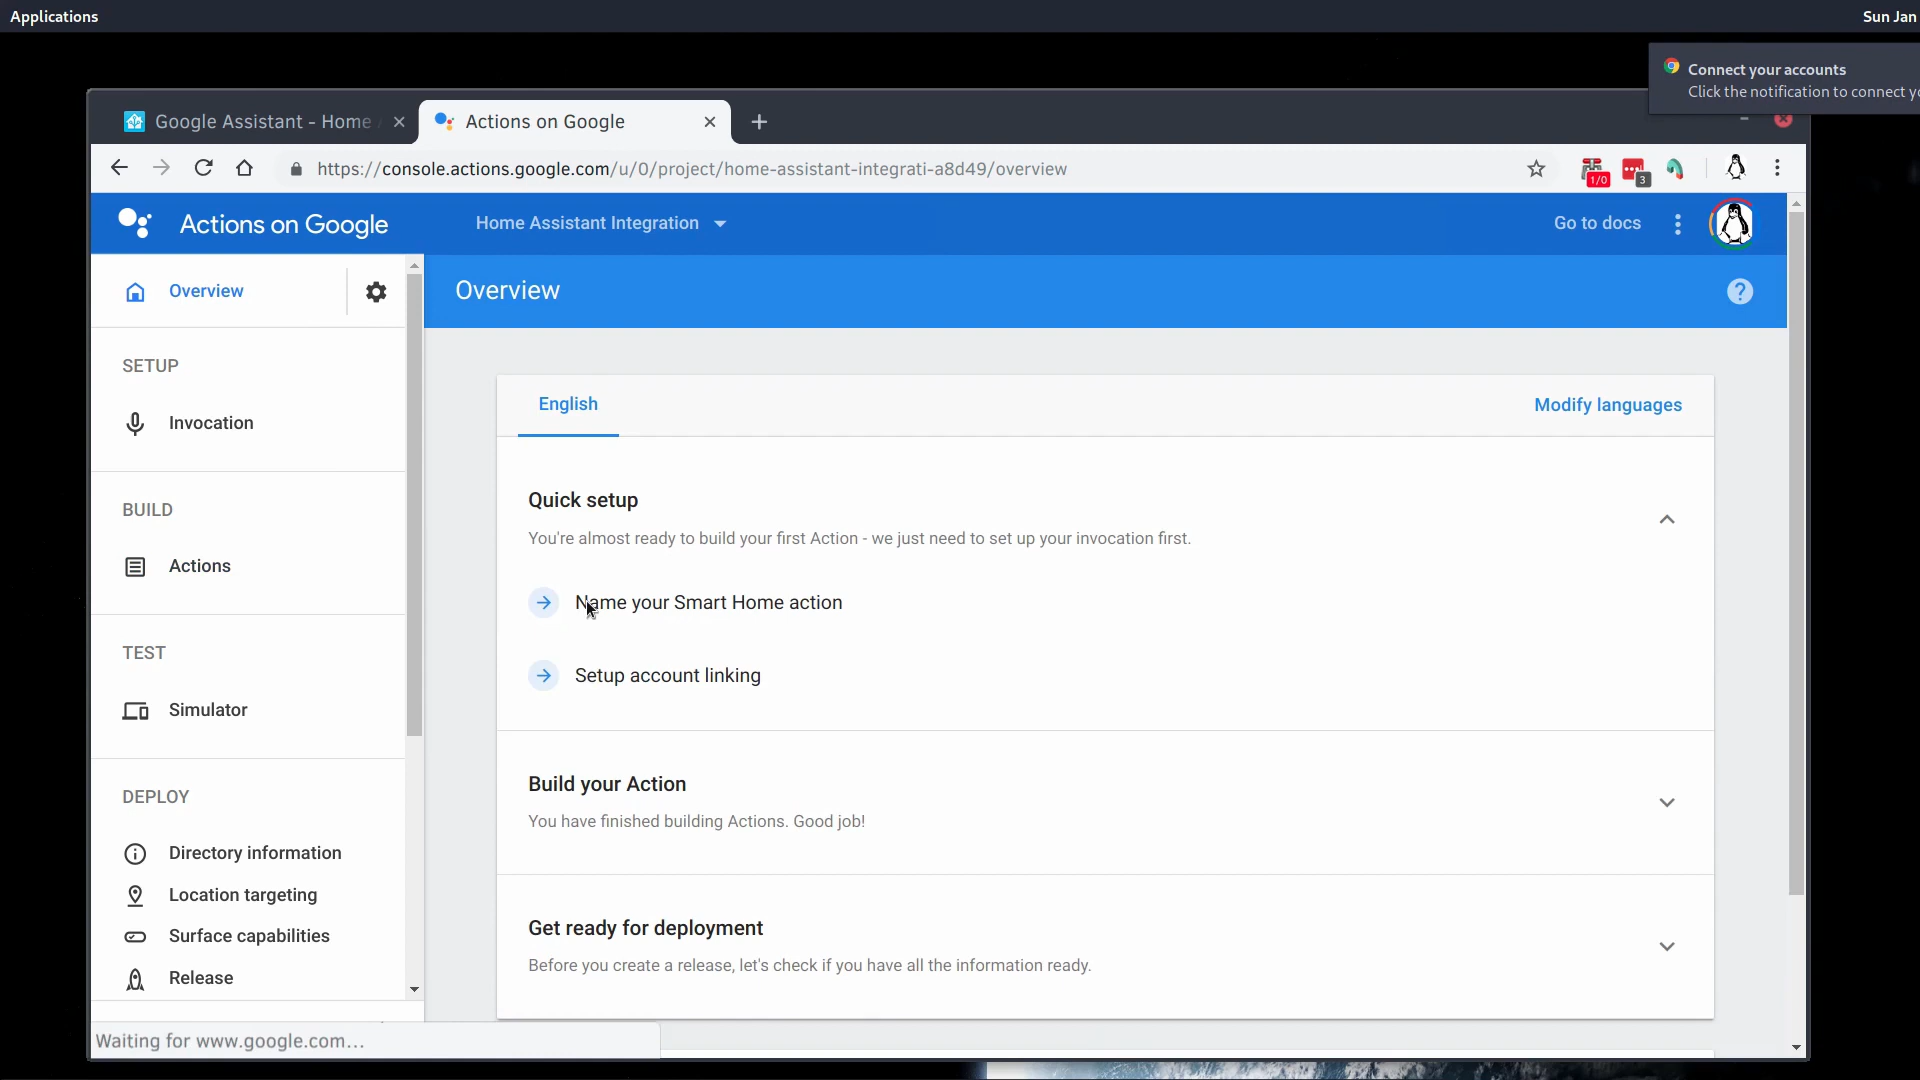 Applications
Sun Jan
Connect your accounts
Click the notification to connect
Google Assistant - Home
Actions on Google
https://console.actions.google.com/u/0/project/home-assistant-integrati-a8d49/overview
1/0
3
Actions on Google
Home Assistant Integration
Go to docs
Overview
Overview
?
SETUP
Invocation
BUILD
Actions
TEST
Simulator
DEPLOY
Directory information
Location targeting
Surface capabilities
Release
English
Modify languages
Quick setup
You're almost ready to build your first Action - we just need to set up your invocation first.
Name your Smart Home action
Setup account linking
Build your Action
You have finished building Actions. Good job!
Get ready for deployment
Before you create a release, let's check if you have all the information ready.
Waiting for www.google.com...